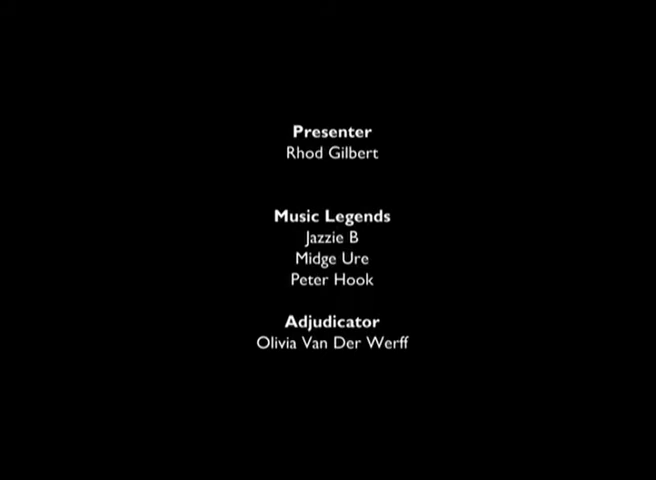 Presenter
Rhod Gilbert
Music Legends
Jazzie B
Midge Ure
Peter Hook
Adjudicator
Olivia Van Der Werff